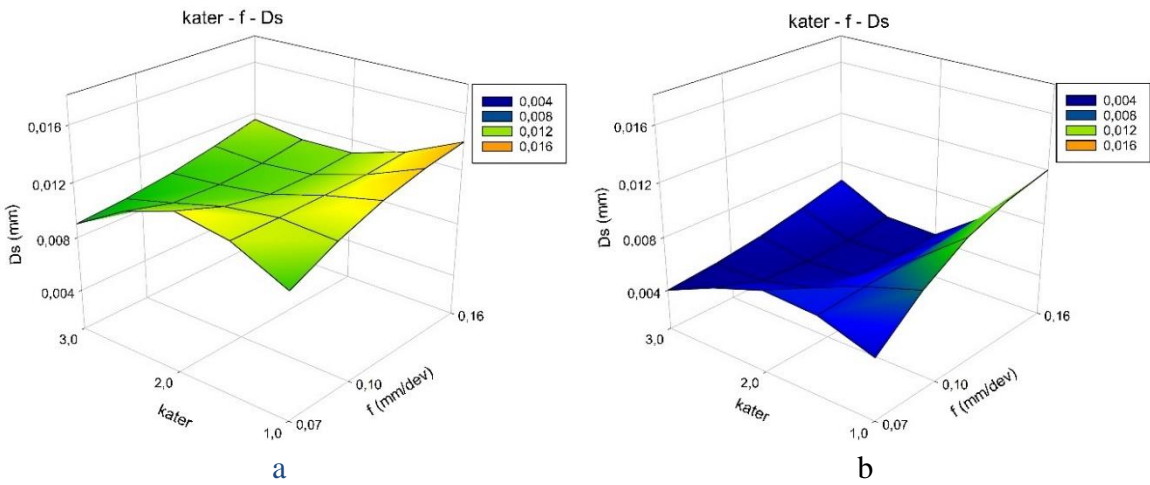 kater - f - Ds
0,004
0,008
0,012
0,016
0,016
0,012
0,008
0,004
Ds (mm)
3,0
2,0
1,0
kater
0,07
0,10
0,16
f (mm/dev)
a
kater - f - Ds
0,004
0,006
0,012
0,016
0,016
0,012
0,008
0,004
Ds (mm)
3,0
2,0
1,0
kater
0,07
0,10
0,16
f (mm/dev)
b